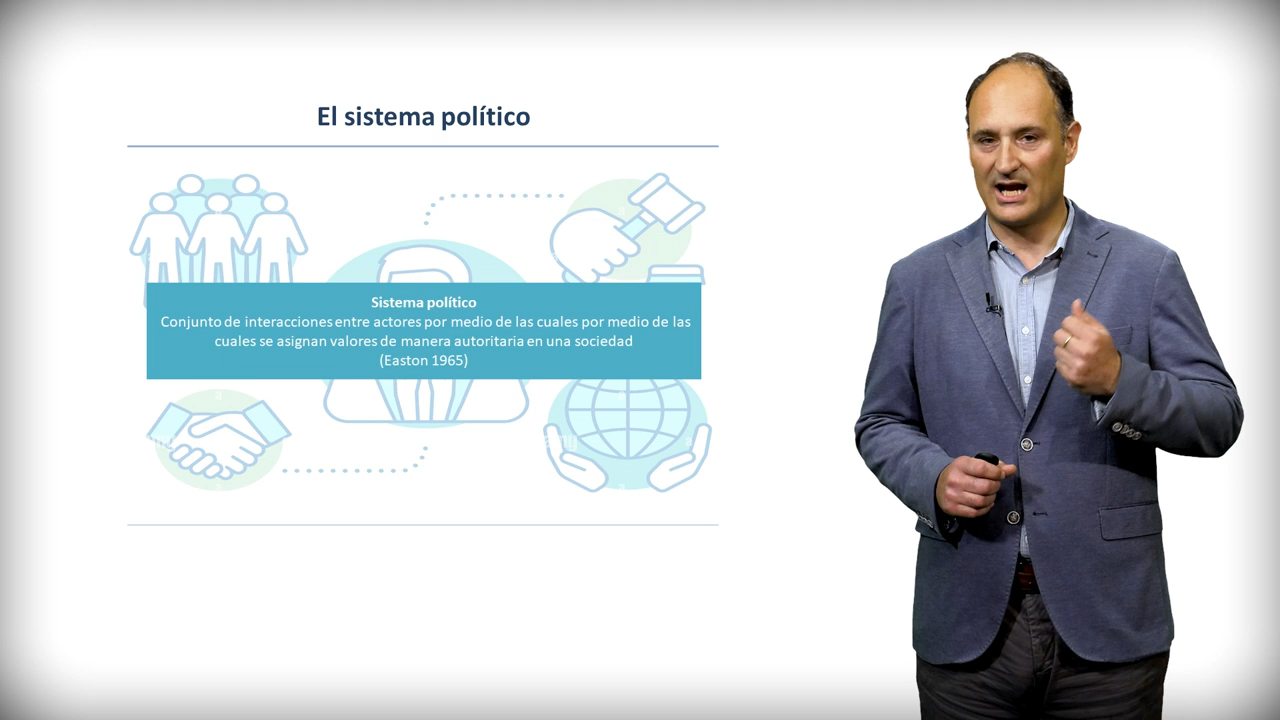 El sistema político
Sistema político
Conjunto de interacciones entre actores por medio de las cuales por medio de las
cuales se asignan valores de manera autoritaria en una sociedad
(Easton 1965)